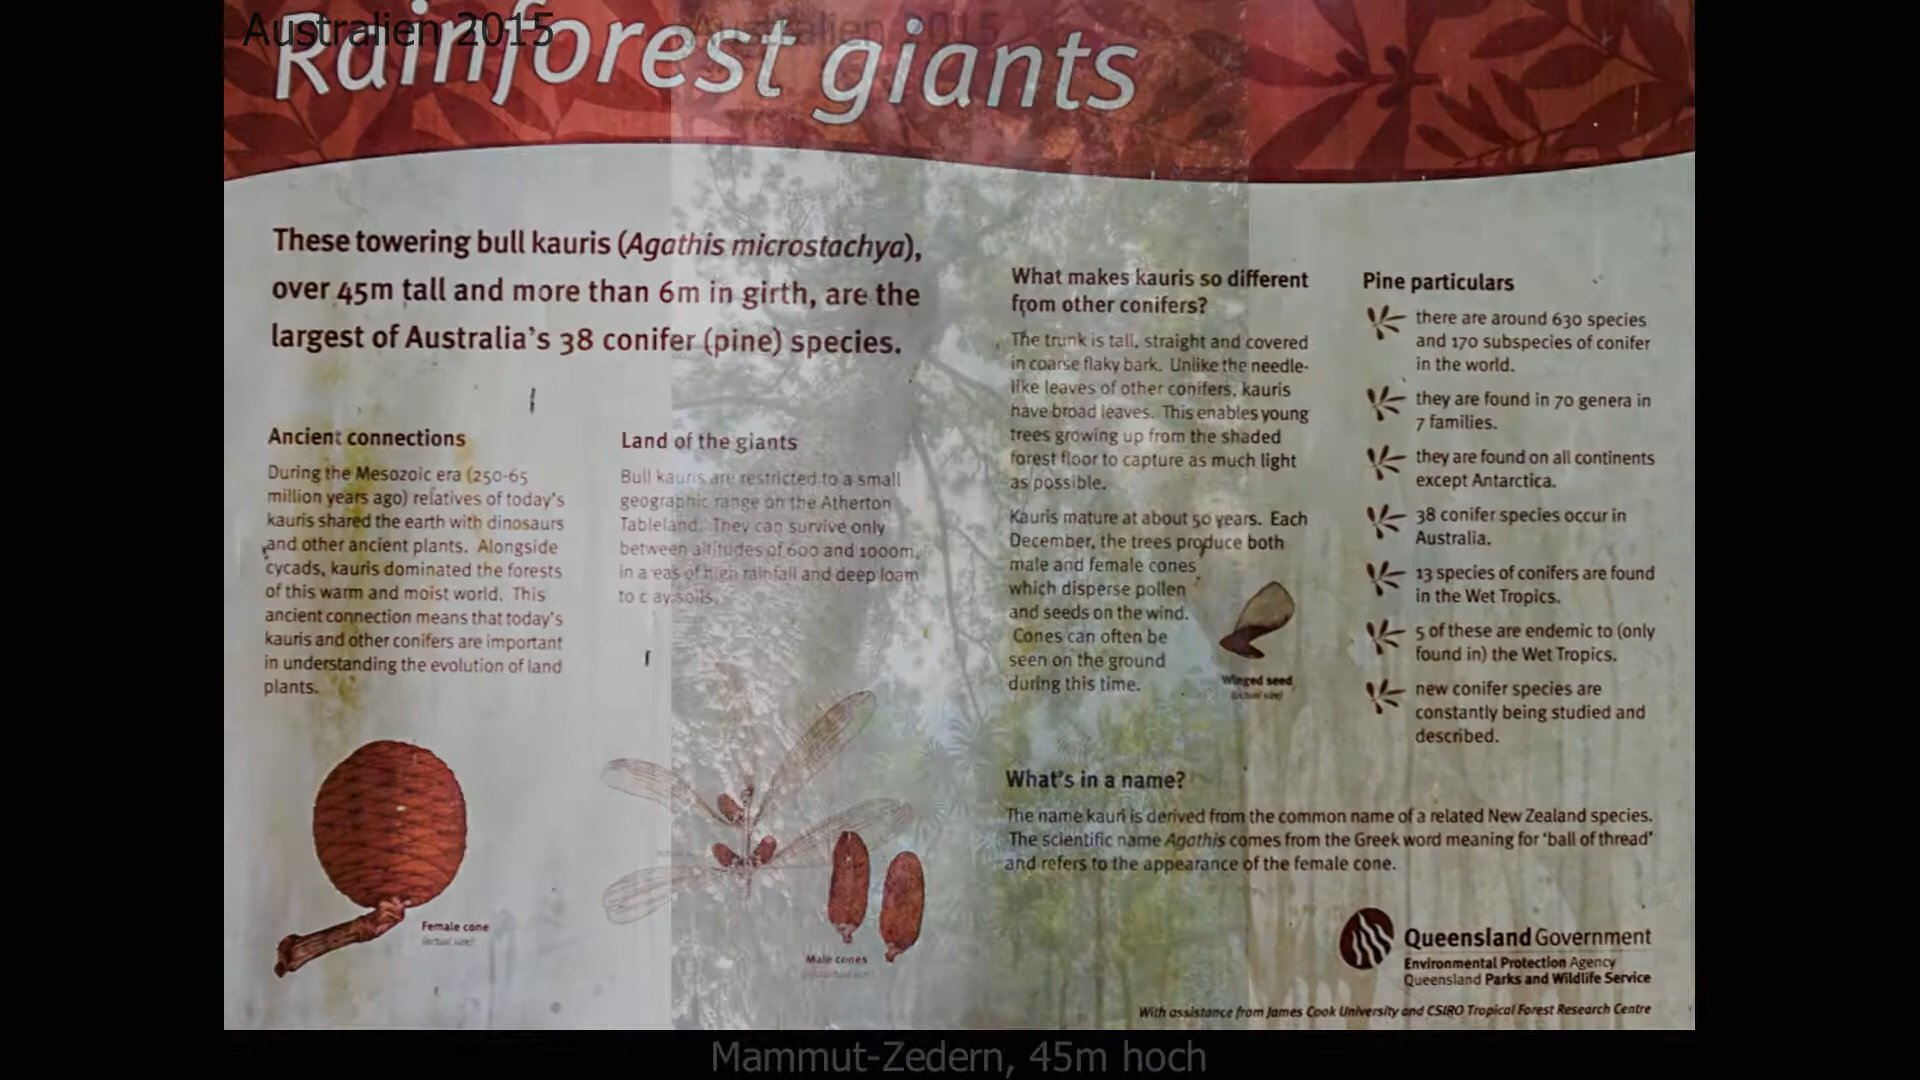 Australien 2015
Australien 2015
Rainforest giants
These towering bull kauris (Agathis microstachya),
over 45m tall and more than 6m in girth, are the
largest of Australia's 38 conifer (pine) species.
Ancient connections
During the Mesozoic era (250-65
million years ago) relatives of today's
kauris shared the earth with dinosaurs
and other ancient plants. Alongside
cycads, kauris dominated the forests
of this warm and moist world. This
ancient connection means that today's
kauris and other conifers are important
in understanding the evolution of land
plants.
Female cone
(actual size)
Land of the giants
Bull kauris are restricted to a small
geographic range on the Atherton
Tableland. They can survive only
between altitudes of 600 and 1000m,
in areas of high rainfall and deep loam
to clay soils.
Male cones
What makes kauris so different
from other conifers?
The trunk is tall, straight and covered
in coarse flaky bark. Unlike the needle-
like leaves of other conifers, kauris
have broad leaves. This enables young
trees growing up from the shaded
forest floor to capture as much light
as possible.
Kauris mature at about 50 years. Each
December, the trees produce both
male and female cones
which disperse pollen
and seeds on the wind.
Cones can often be
seen on the ground
during this time.
Winged seed
(actual size)
What's in a name?
The name kauri is derived from the common name of a related New Zealand species.
The scientific name Agathis comes from the Greek word meaning for 'ball of thread'
and refers to the appearance of the female cone.
Pine particulars
there are around 630 species
and 170 subspecies of conifer
in the world.
they are found in 70 genera in
7 families.
they are found on all continents
except Antarctica.
38 conifer species occur in
Australia.
13 species of conifers are found
in the Wet Tropics.
5 of these are endemic to (only
found in) the Wet Tropics.
new conifer species are
constantly being studied and
described.
Queensland Government
Environmental Protection Agency
Queensland Parks and Wildlife Service
With assistance from James Cook University and CSIRO Tropical Forest Research Centre
Mammut-Zedern, 45m hoch